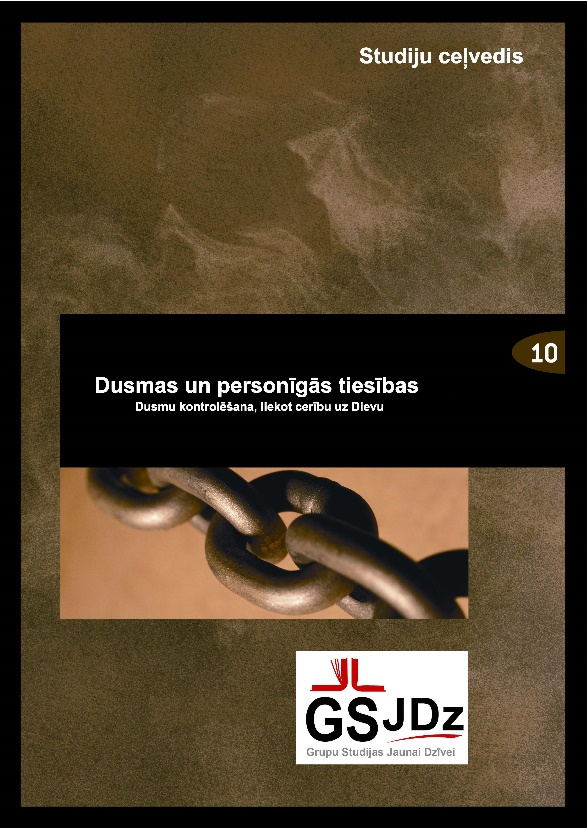 Studiju ceļvedis
10
Dusmas un personīgās tiesības
Dusmu kontrolēšana, liekot cerību uz Dievu
GSJDz
Grupu Studijas Jaunai Dzīvei